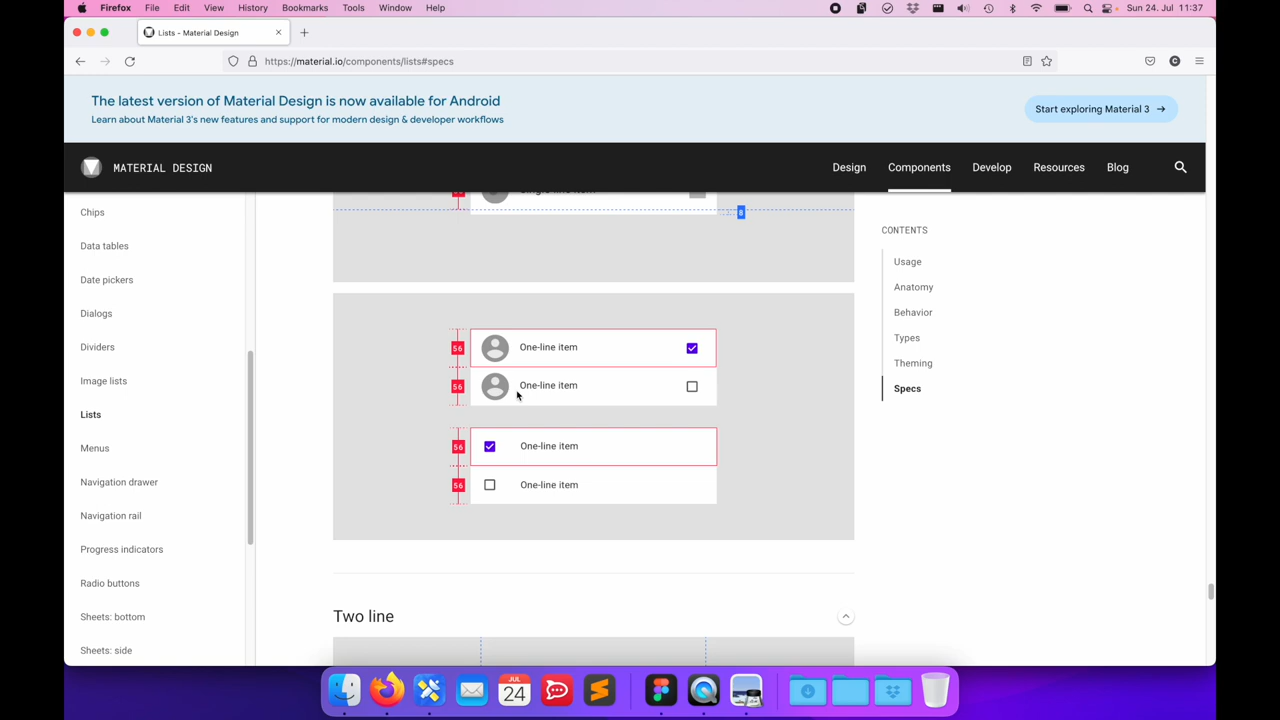 Firefox File Edit View History Bookmarks Tools Window Help Sun 24. Jul 11:37
Lists - Material Design
https://material.io/components/lists#specs
The latest version of Material Design is now available for Android
Learn about Material 3's new features and support for modern design & developer workflows
Start exploring Material 3 →
MATERIAL DESIGN
Design Components Develop Resources Blog
Chips
Data tables
Date pickers
Dialogs
Dividers
Image lists
Lists
Menus
Navigation drawer
Navigation rail
Progress indicators
Radio buttons
Sheets: bottom
Sheets: side
8
56 One-line item
56 One-line item
56 One-line item
56 One-line item
Two line
CONTENTS
Usage
Anatomy
Behavior
Types
Theming
Specs
JUL
24